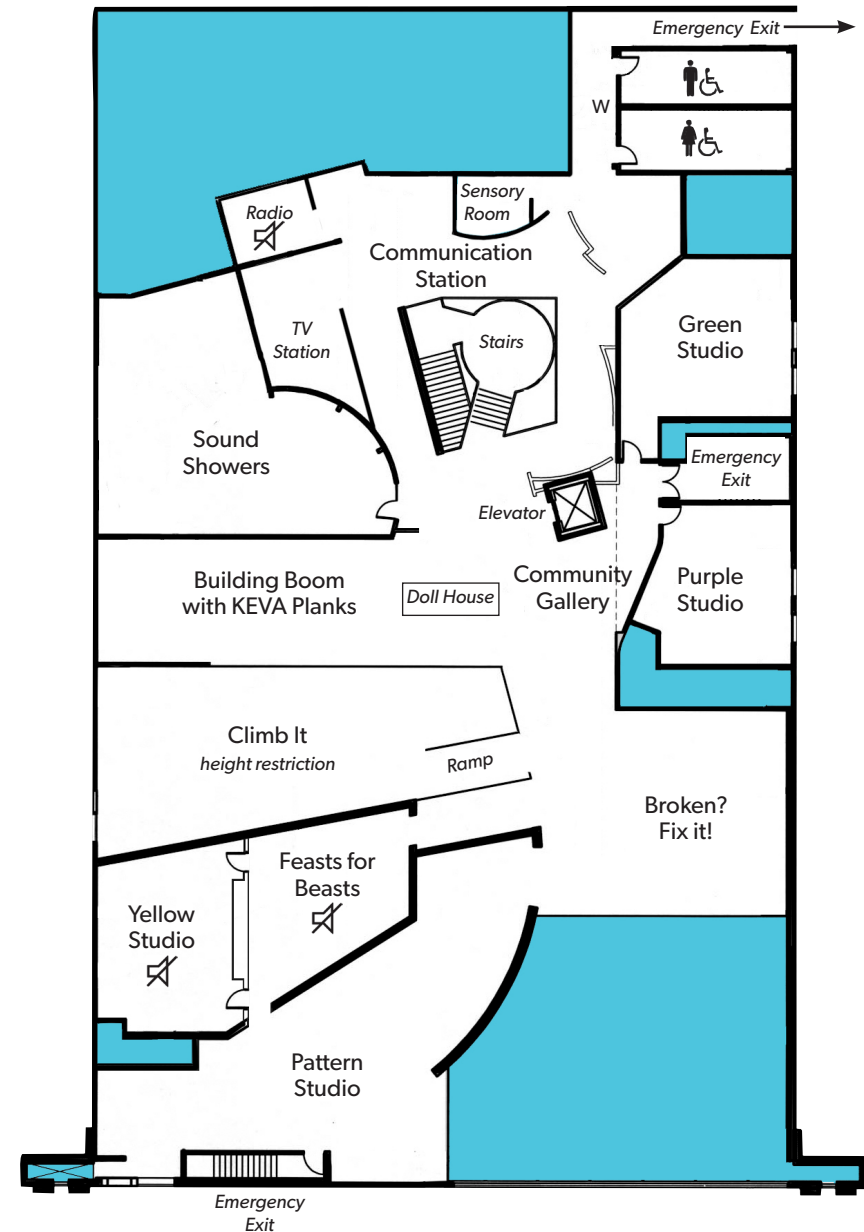 Emergency Exit
W
Sensory
Room
Radio
Communication
Station
TV
Station
Stairs
Green
Studio
Sound
Showers
Emergency
Exit
Elevator
Building Boom
with KEVA Planks
Doll House
Community
Gallery
Purple
Studio
Climb It
height restriction
Ramp
Broken?
Fix it!
Feasts for
Beasts
Yellow
Studio
Pattern
Studio
Emergency
Exit